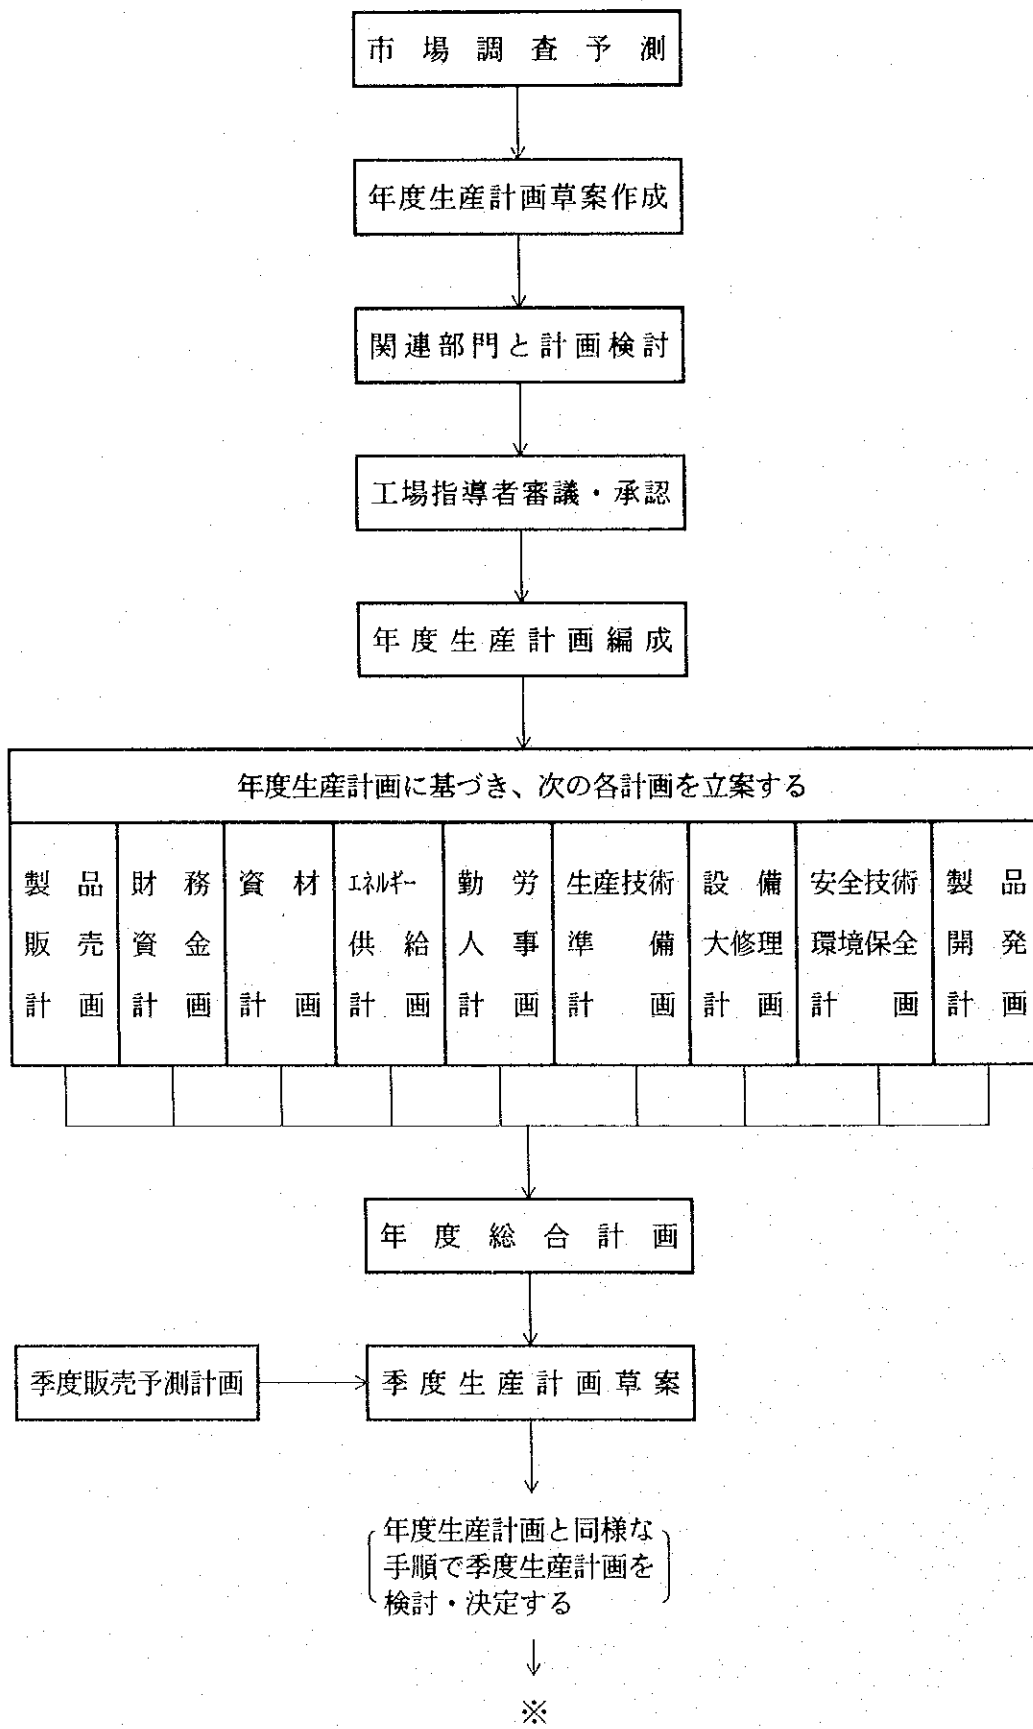 市場調査予測
年度生産計画草案作成
関連部門と計画検討
工場指導者審議・承認
年度生産計画編成
年度生産計画に基づき、次の各計画を立案する
製品
販売
計画
財務
資金
計画
資材
計画
エネルギー
供給
計画
勤労
人事
計画
生産技術
準備
計画
設備
大修理
計画
安全技術
環境保全
計画
製品
開発
計画
年度総合計画
季度販売予測計画
季度生産計画草案
年度生産計画と同様な
手順で季度生産計画を
検討・決定する
※